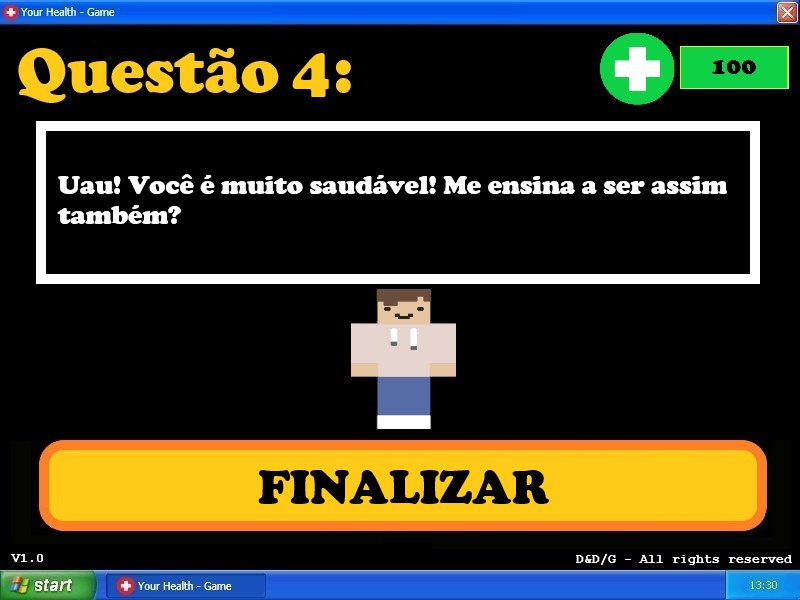 Your Health - Game
Questão 4:
100
Uau! Você é muito saudável! Me ensina a ser assim
também?
FINALIZAR
V1.0
D&D/G - All rights reserved
start
Your Health - Game
13:30